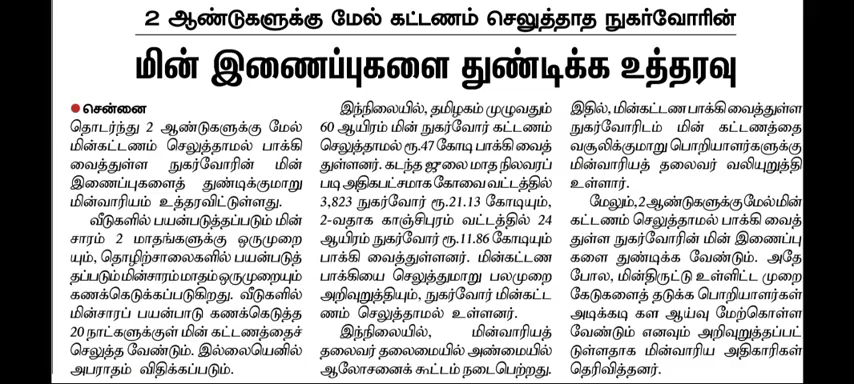 2 ஆண்டுகளுக்கு மேல் கட்டணம் செலுத்தாத நுகர்வோரின்
மின் இணைப்புகளை துண்டிக்க உத்தரவு
● சென்னை
தொடர்ந்து 2 ஆண்டுகளுக்கு மேல்
மின்கட்டணம் செலுத்தாமல் பாக்கி
வைத்துள்ள நுகர்வோரின் மின்
இணைப்புகளைத் துண்டிக்குமாறு
மின்வாரியம் உத்தரவிட்டுள்ளது.
வீடுகளில் பயன்படுத்தப்படும் மின்
சாரம் 2 மாதங்களுக்கு ஒருமுறை
யும், தொழிற்சாலைகளில் பயன்படுத்
தப்படும் மின்சாரம் மாதம் ஒருமுறையும்
கணக்கெடுக்கப்படுகிறது. வீடுகளில்
மின்சாரப் பயன்பாடு கணக்கெடுத்த
20 நாட்களுக்குள் மின் கட்டணத்தைச்
செலுத்த வேண்டும். இல்லையெனில்
அபராதம் விதிக்கப்படும்.
இந்நிலையில், தமிழகம் முழுவதும்
60 ஆயிரம் மின் நுகர்வோர் கட்டணம்
செலுத்தாமல் ரூ.47 கோடி பாக்கி வைத்
துள்ளனர். கடந்த ஜுலை மாத நிலவரப்
படி அதிகபட்சமாக கோவை வட்டத்தில்
3,823 நுகர்வோர் ரூ.21.13 கோடியும்,
2-வதாக காஞ்சிபுரம் வட்டத்தில் 24
ஆயிரம் நுகர்வோர் ரூ.11.86 கோடியும்
பாக்கி வைத்துள்ளனர். மின்கட்டண
பாக்கியை செலுத்துமாறு பலமுறை
அறிவுறுத்தியும், நுகர்வோர் மின்கட்ட
ணம் செலுத்தாமல் உள்ளனர்.
இந்நிலையில், மின்வாரியத்
தலைவர் தலைமையில் அண்மையில்
ஆலோசனைக் கூட்டம் நடைபெற்றது.
இதில், மின்கட்டண பாக்கி வைத்துள்ள
நுகர்வோரிடம் மின் கட்டணத்தை
வசூலிக்குமாறு பொறியாளர்களுக்கு
மின்வாரியத் தலைவர் வலியுறுத்தி
உள்ளார்.
மேலும், 2 ஆண்டுகளுக்கு மேல் மின்
கட்டணம் செலுத்தாமல் பாக்கி வைத்
துள்ள நுகர்வோரின் மின் இணைப்பு
களை துண்டிக்க வேண்டும். அதே
போல, மின்திருட்டு உள்ளிட்ட முறை
கேடுகளைத் தடுக்க பொறியாளர்கள்
அடிக்கடி கள ஆய்வு மேற்கொள்ள
வேண்டும் எனவும் அறிவுறுத்தப்பட்
டுள்ளதாக மின்வாரிய அதிகாரிகள்
தெரிவித்தனர்.